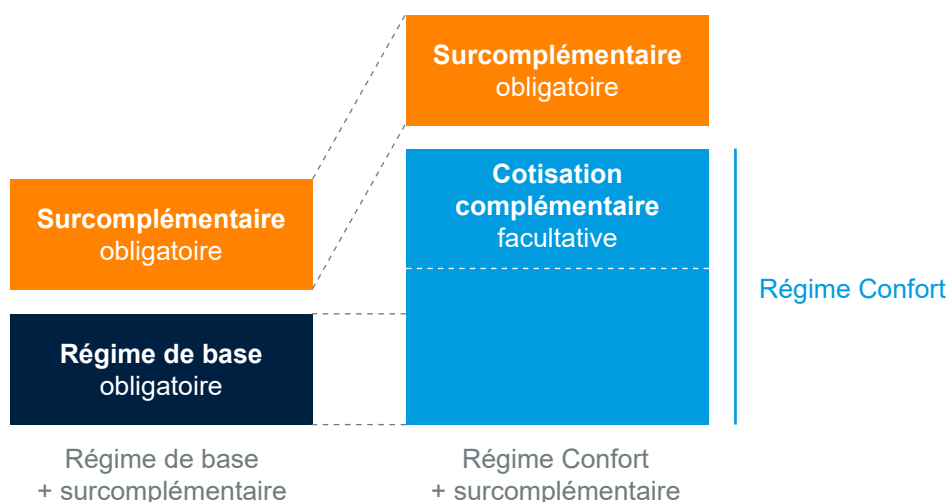 Surcomplémentaire
obligatoire
Régime de base
obligatoire
Régime de base
+ surcomplémentaire
Surcomplémentaire
obligatoire
Cotisation
complémentaire
facultative
Régime Confort
+ surcomplémentaire
Régime Confort